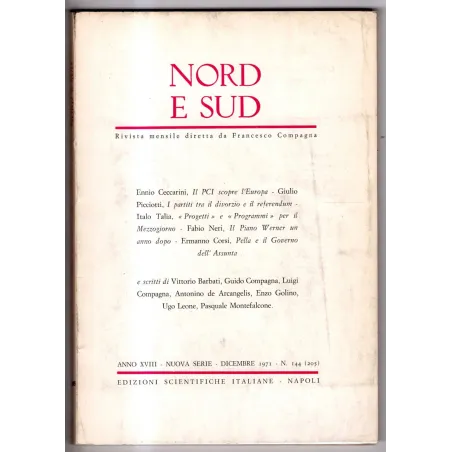 NORD
E SUD
Rivista mensile diretta da Francesco Compagna
Ennio Ceccarini, Il PCI scopre l'Europa - Giulio
Picciotti, I partiti tra il divorzio e il referendum -
Italo Talia, « Progetti » e « Programmi » per il
Mezzogiorno - Fabio Neri, Il Piano Werner un
anno dopo - Ermanno Corsi, Pella e il Governo
dell' Assunta
e scritti di Vittorio Barbati, Guido Compagna, Luigi
Compagna, Antonino de Arcangelis, Enzo Golino,
Ugo Leone, Pasquale Montefalcone.
ANNO XVIII - NUOVA SERIE - DICEMBRE 1971 - N. 144 (205)
EDIZIONI SCIENTIFICHE ITALIANE - NAPOLI